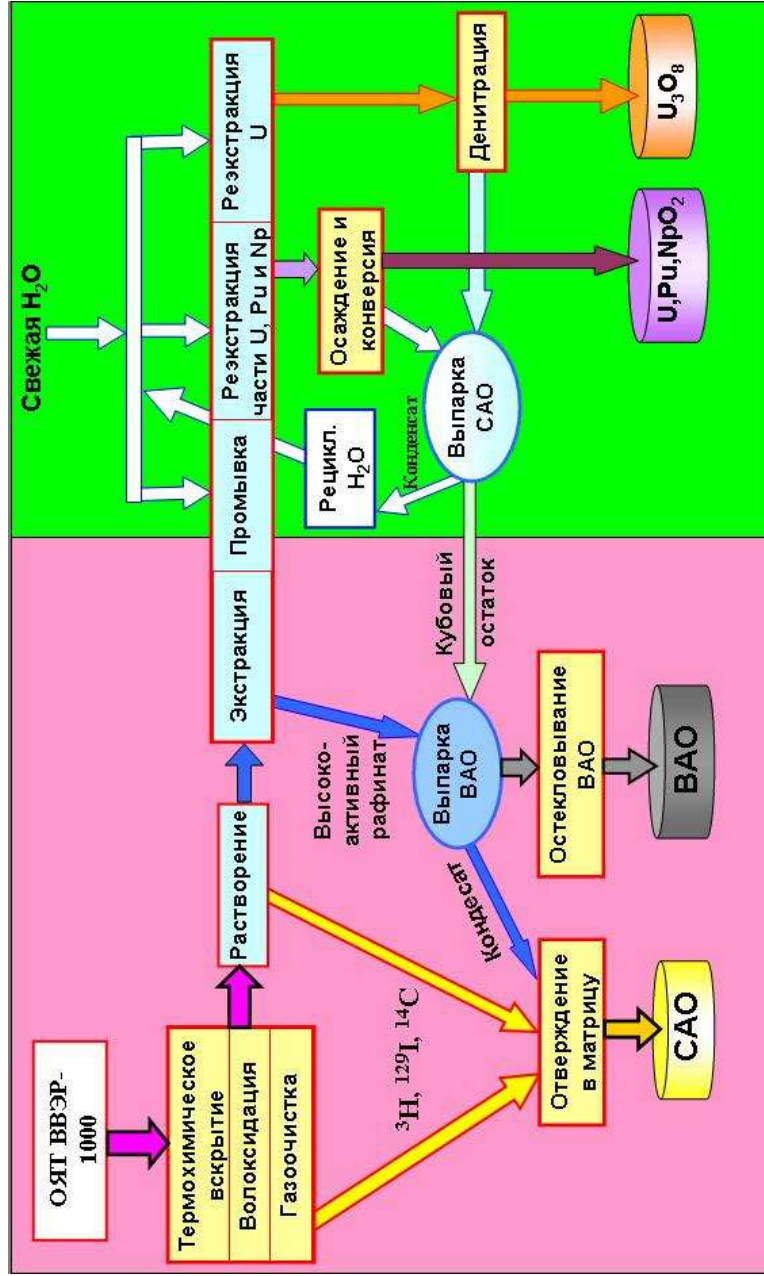 ОЯТ ВВЭР-
1000
Термохимическое
вскрытие
Волоксидация
Газоочистка
Растворение
Экстракция
Промывка
Реэкстракция
части U, Pu и Np
Реэкстракция
U
Свежая H₂O
Рецикл.
H₂O
Конденсат
Осаждение и
конверсия
Денитрация
Высоко-
активный
рафинат
Выпарка
ВАО
Кубовый
остаток
Выпарка
САО
³H, ¹²⁹I, ¹⁴C
Кондесат
Отверждение
в матрицу
Остекловывание
ВАО
САО
ВАО
U,Pu,NpO₂
U₃O₈